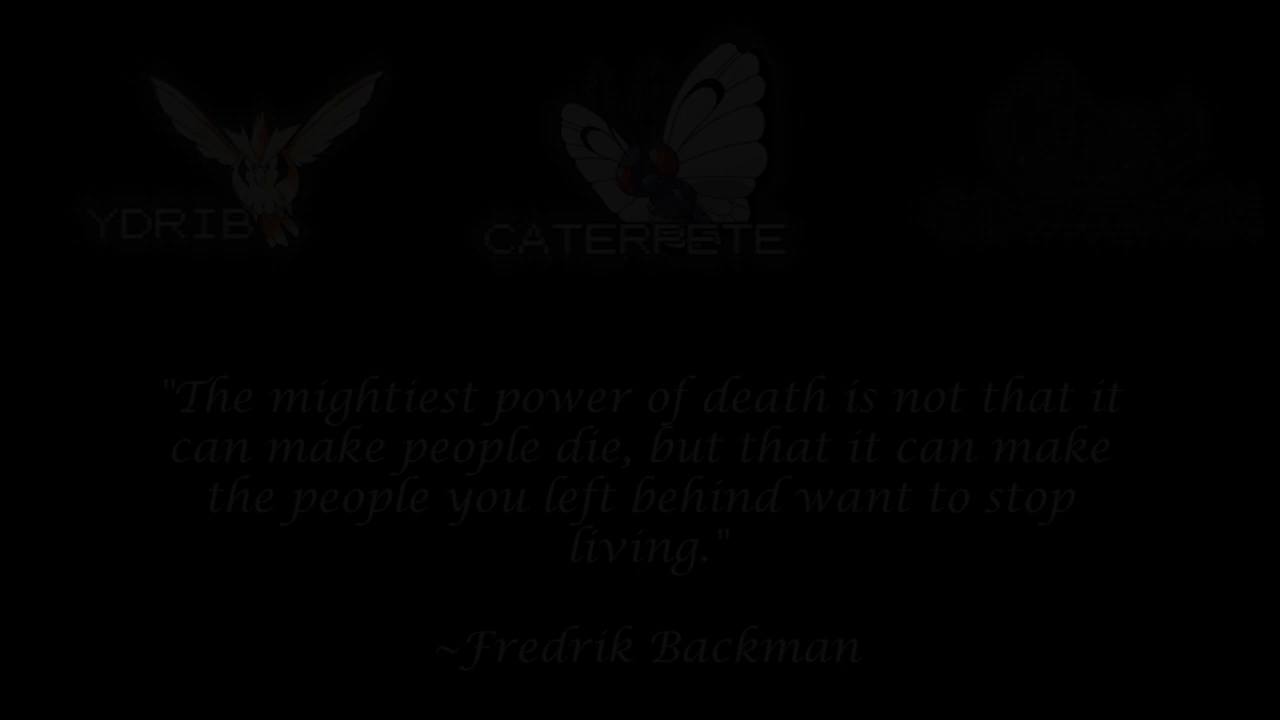 YDRIB
CATERPETE
"The mightiest power of death is not that it
can make people die, but that it can make
the people you left behind want to stop
living."
~Fredrik Backman